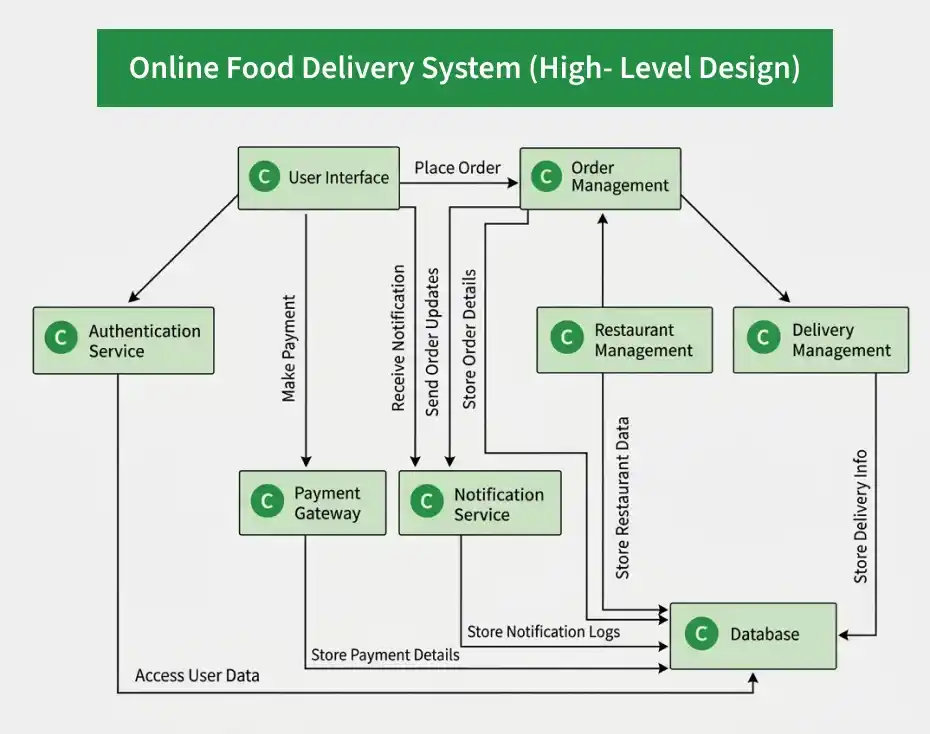 Online Food Delivery System (High- Level Design)
C User Interface
Place Order
C Order
Management
C Authentication
Service
Make Payment
Receive Notification
Send Order Updates
Store Order Details
C Restaurant
Management
C Delivery
Management
C Payment
Gateway
C Notification
Service
Store Restaurant Data
Store Delivery Info
C Database
Store Notification Logs
Store Payment Details
Access User Data